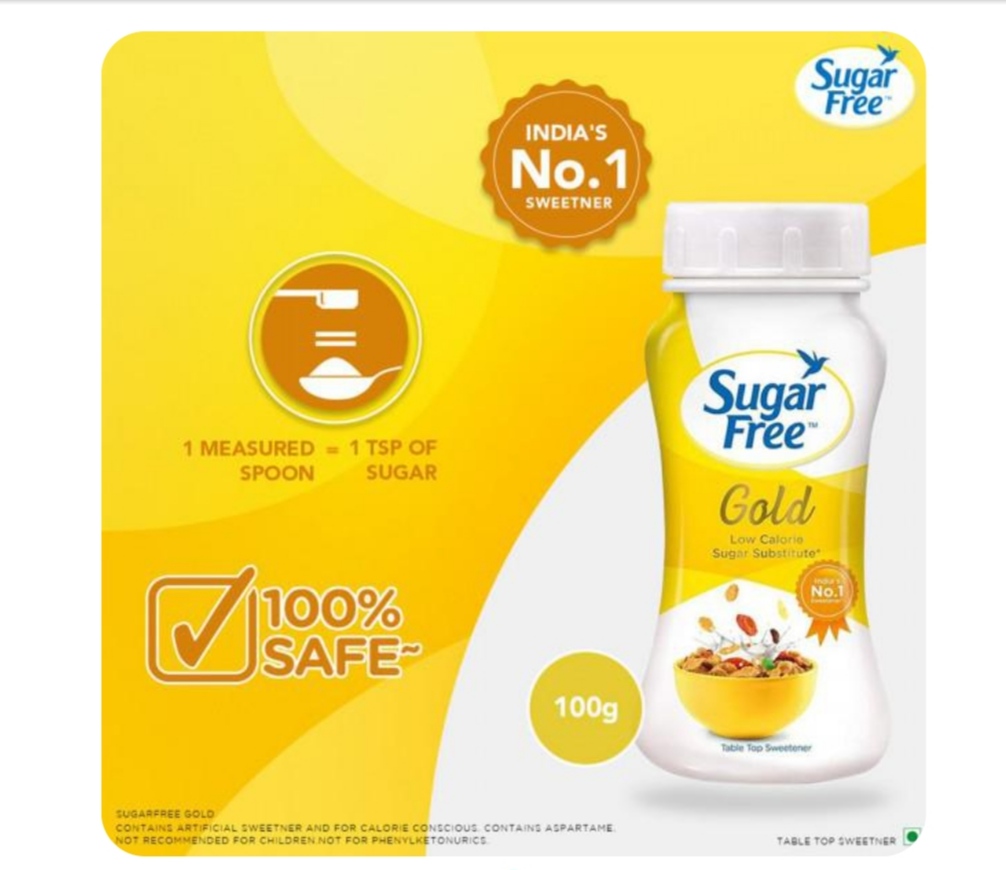 Sugar
Free™
INDIA'S
No.1
SWEETNER
1 MEASURED = 1 TSP OF
SPOON SUGAR
100%
SAFE~
Sugar
Free™
Gold
Low Calorie
Sugar Substitute*
India's
No.1
100g
Table Top Sweetener
SUGARFREE GOLD
CONTAINS ARTIFICIAL SWEETNER AND FOR CALORIE CONSCIOUS. CONTAINS ASPARTAME.
NOT RECOMMENDED FOR CHILDREN.NOT FOR PHENYLKETONURICS.
TABLE TOP SWEETNER